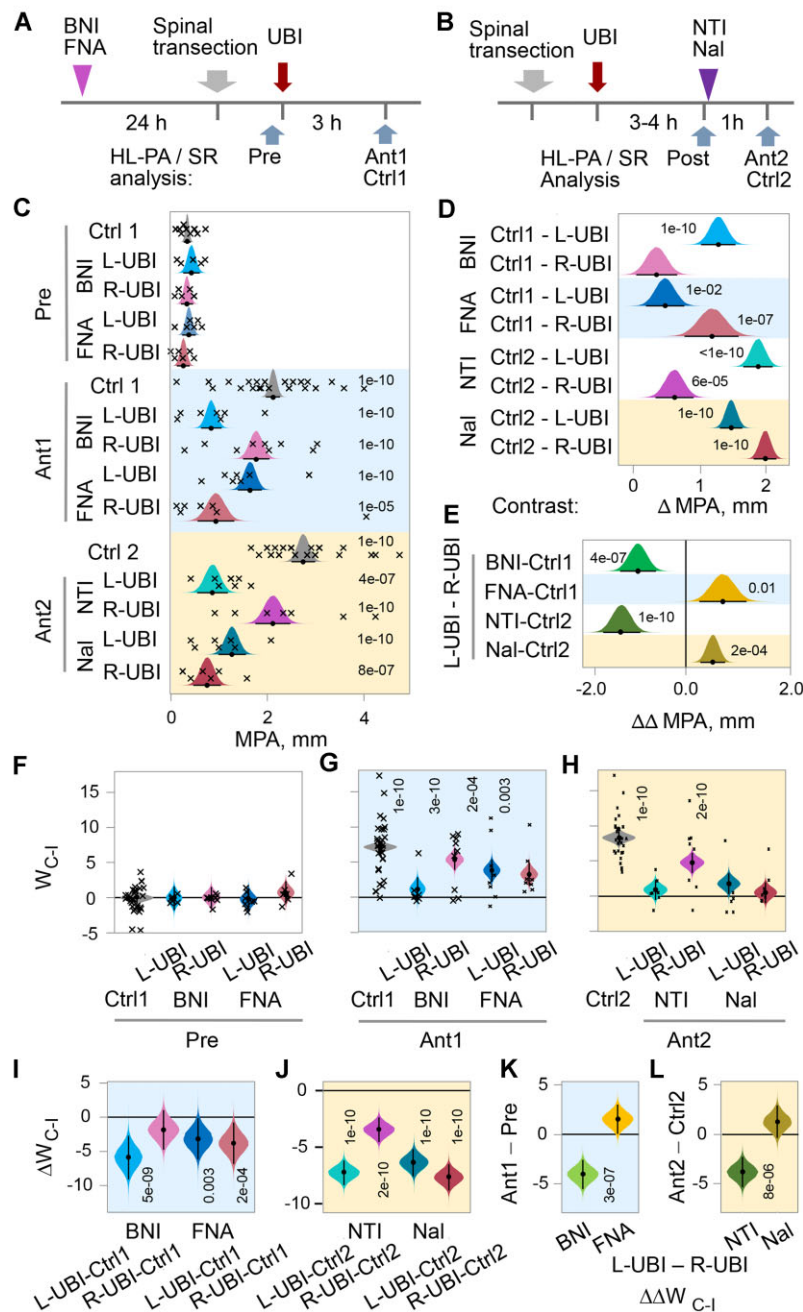 A
BNI
FNA
Spinal
transection
UBI
24 h
3 h
HL-PA / SR
analysis:
Pre
Ant1
Ctrl1
B
Spinal
transection
UBI
NTI
Nal
3-4 h
1h
HL-PA / SR
Analysis
Post
Ant2
Ctrl2
C
Pre
Ctrl 1
BNI
L-UBI
R-UBI
FNA
L-UBI
R-UBI
Ant1
Ctrl 1
1e-10
BNI
L-UBI
1e-10
R-UBI
1e-10
FNA
L-UBI
1e-10
R-UBI
1e-05
Ant2
Ctrl 2
1e-10
NTI
L-UBI
4e-07
R-UBI
1e-10
Nal
L-UBI
1e-10
R-UBI
8e-07
0 2 4
MPA, mm
D
BNI
Ctrl1 - L-UBI
1e-10
Ctrl1 - R-UBI
FNA
Ctrl1 - L-UBI
1e-02
Ctrl1 - R-UBI
1e-07
NTI
Ctrl2 - L-UBI
<1e-10
Ctrl2 - R-UBI
6e-05
Nal
Ctrl2 - L-UBI
1e-10
Ctrl2 - R-UBI
1e-10
0 1 2
Contrast:
Δ MPA, mm
E
L-UBI - R-UBI
BNI-Ctrl1
4e-07
FNA-Ctrl1
0.01
NTI-Ctrl2
1e-10
Nal-Ctrl2
2e-04
-2.0 0.0 2.0
ΔΔ MPA, mm
F
W C-I
15
10
5
0
-5
L-UBI
R-UBI
L-UBI
R-UBI
Ctrl1 BNI FNA
Pre
G
1e-10
3e-10
2e-04
0.003
L-UBI
R-UBI
L-UBI
R-UBI
Ctrl1 BNI FNA
Ant1
H
1e-10
2e-10
L-UBI
R-UBI
L-UBI
R-UBI
Ctrl2 NTI Nal
Ant2
I
ΔW C-I
5
0
-5
-10
5e-09
0.003
2e-04
BNI FNA
L-UBI-Ctrl1
R-UBI-Ctrl1
L-UBI-Ctrl1
R-UBI-Ctrl1
J
0
-5
-10
1e-10
2e-10
1e-10
1e-10
NTI Nal
L-UBI-Ctrl2
R-UBI-Ctrl2
L-UBI-Ctrl2
R-UBI-Ctrl2
K
Ant1 – Pre
5
0
-5
3e-07
BNI
FNA
L
Ant2 – Ctrl2
5
0
-5
8e-06
NTI
Nal
L-UBI – R-UBI
ΔΔW C-I